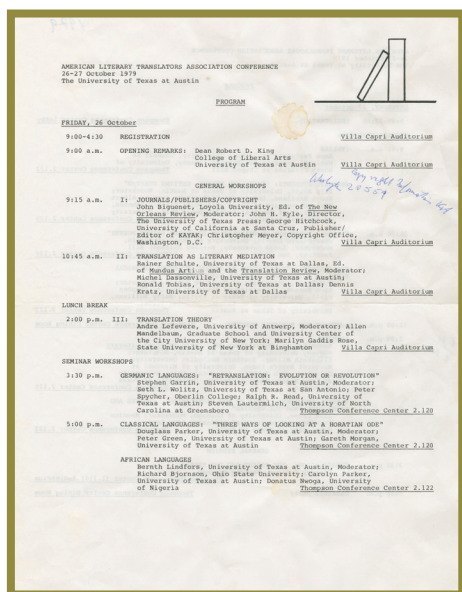 AMERICAN LITERARY TRANSLATORS ASSOCIATION CONFERENCE
26-27 October 1979
The University of Texas at Austin
PROGRAM
FRIDAY, 26 October
9:00-4:30 REGISTRATION Villa Capri Auditorium
9:00 a.m. OPENING REMARKS: Dean Robert D. King
College of Liberal Arts
University of Texas at Austin Villa Capri Auditorium
Copyright Information
20559
GENERAL WORKSHOPS
9:15 a.m. I: JOURNALS/PUBLISHERS/COPYRIGHT
John Biguenet, Loyola University, Ed. of The New
Orleans Review, Moderator; John H. Kyle, Director,
The University of Texas Press; George Hitchcock,
University of California at Santa Cruz, Publisher/
Editor of KAYAK; Christopher Meyer, Copyright Office,
Washington, D.C. Villa Capri Auditorium
10:45 a.m. II: TRANSLATION AS LITERARY MEDIATION
Rainer Schulte, University of Texas at Dallas, Ed.
of Mundus Artium and the Translation Review, Moderator;
Michel Dassonville, University of Texas at Austin;
Ronald Tobias, University of Texas at Dallas; Dennis
Kratz, University of Texas at Dallas Villa Capri Auditorium
LUNCH BREAK
2:00 p.m. III: TRANSLATION THEORY
Andre Lefevere, University of Antwerp, Moderator; Allen
Mandelbaum, Graduate School and University Center of
the City University of New York; Marilyn Gaddis Rose,
State University of New York at Binghamton Villa Capri Auditorium
SEMINAR WORKSHOPS
3:30 p.m. GERMANIC LANGUAGES: "RETRANSLATION: EVOLUTION OR REVOLUTION"
Stephen Garrin, University of Texas at Austin, Moderator;
Seth L. Wolitz, University of Texas at San Antonio; Peter
Spycher, Oberlin College; Ralph R. Read, University of
Texas at Austin; Steven Lautermilch, University of North
Carolina at Greensboro Thompson Conference Center 2.120
5:00 p.m. CLASSICAL LANGUAGES: "THREE WAYS OF LOOKING AT A HORATIAN ODE"
Douglass Parker, University of Texas at Austin, Moderator;
Peter Green, University of Texas at Austin; Gareth Morgan,
University of Texas at Austin Thompson Conference Center 2.120
AFRICAN LANGUAGES
Bernth Lindfors, University of Texas at Austin, Moderator;
Richard Bjornson, Ohio State University; Carolyn Parker,
University of Texas at Austin; Donatus Nwoga, University
of Nigeria Thompson Conference Center 2.122